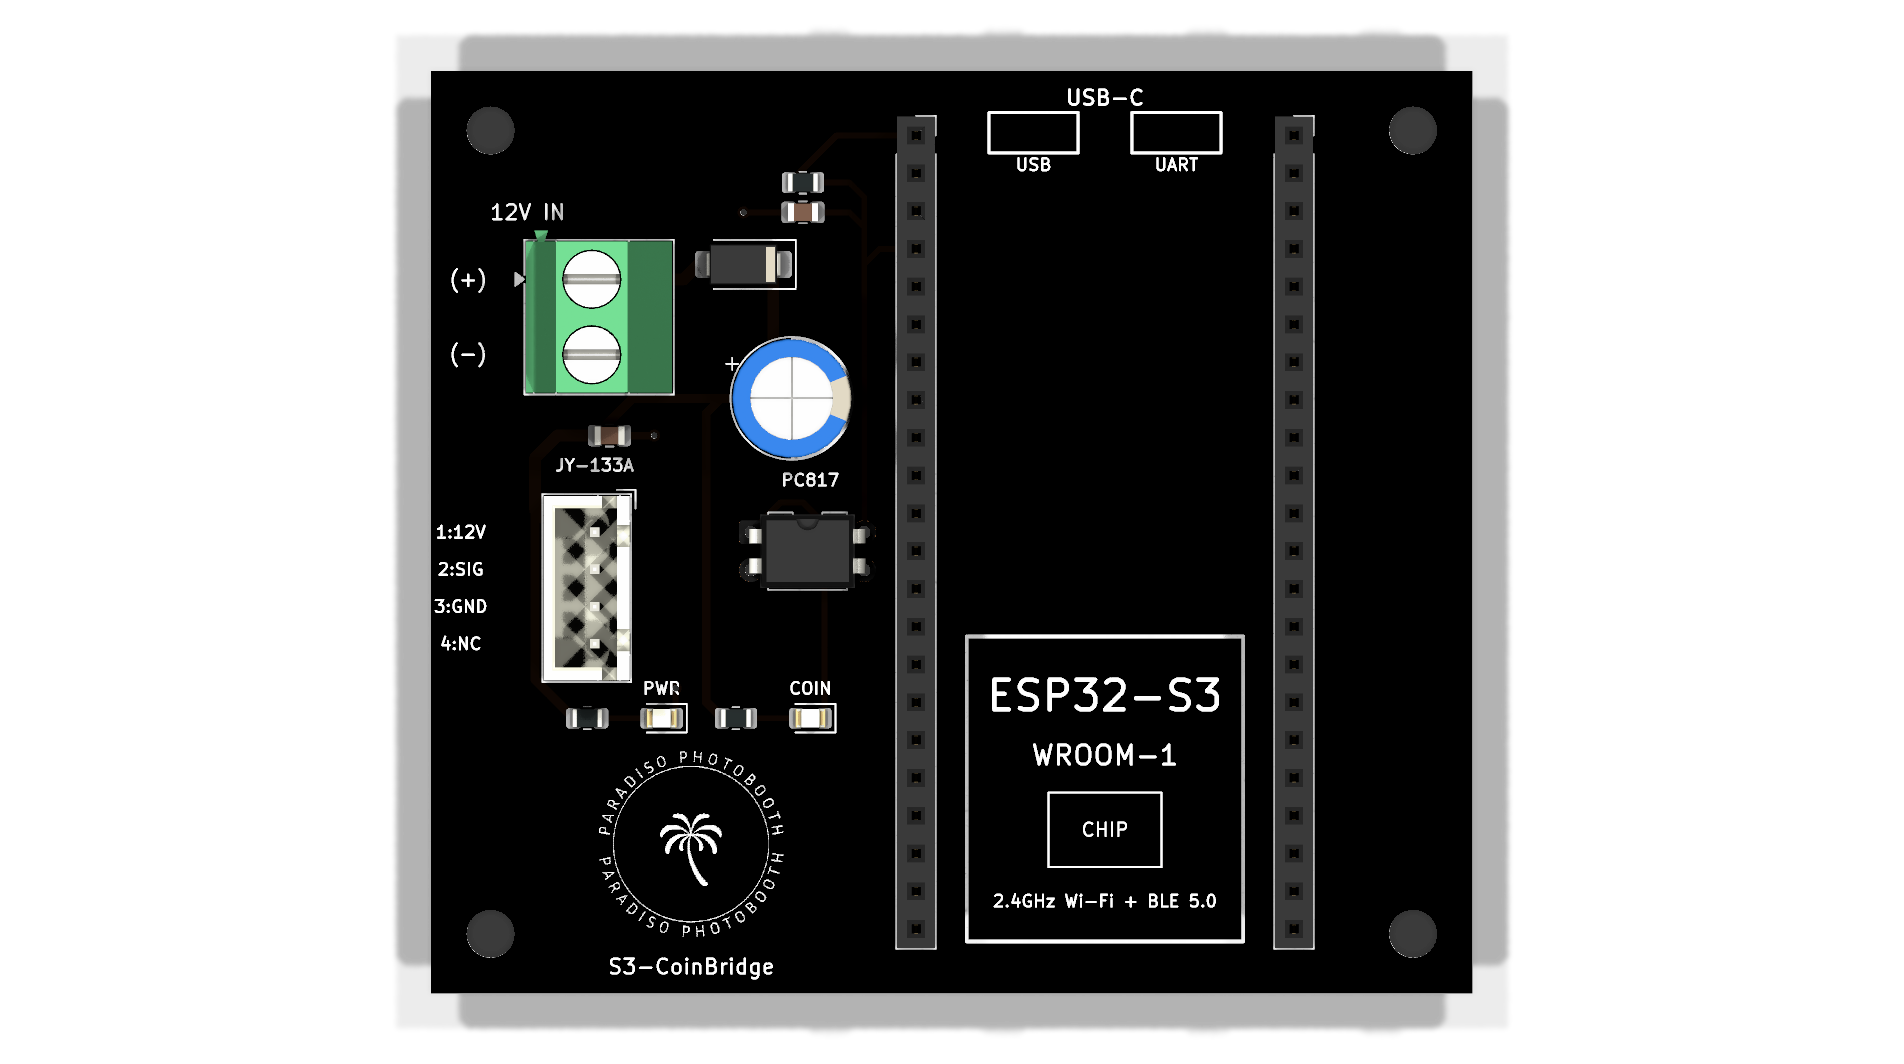 USB-C
USB
UART
12V IN
(+)
(-)
+
JY-133A
PC817
1:12V
2:SIG
3:GND
4:NC
PWR
COIN
ESP32-S3
WROOM-1
CHIP
2.4GHz Wi-Fi + BLE 5.0
PARADISO PHOTOBOOTH
PARADISO PHOTOBOOTH
S3-CoinBridge